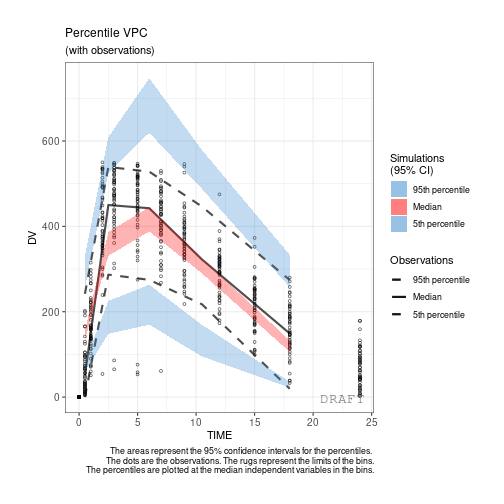 Percentile VPC
(with observations)
600
400
200
0
DV
0 5 10 15 20 25
TIME
DRAFT
Simulations
(95% CI)
95th percentile
Median
5th percentile
Observations
95th percentile
Median
5th percentile
The areas represent the 95% confidence intervals for the percentiles.
The dots are the observations. The rugs represent the limits of the bins.
The percentiles are plotted at the median independent variables in the bins.